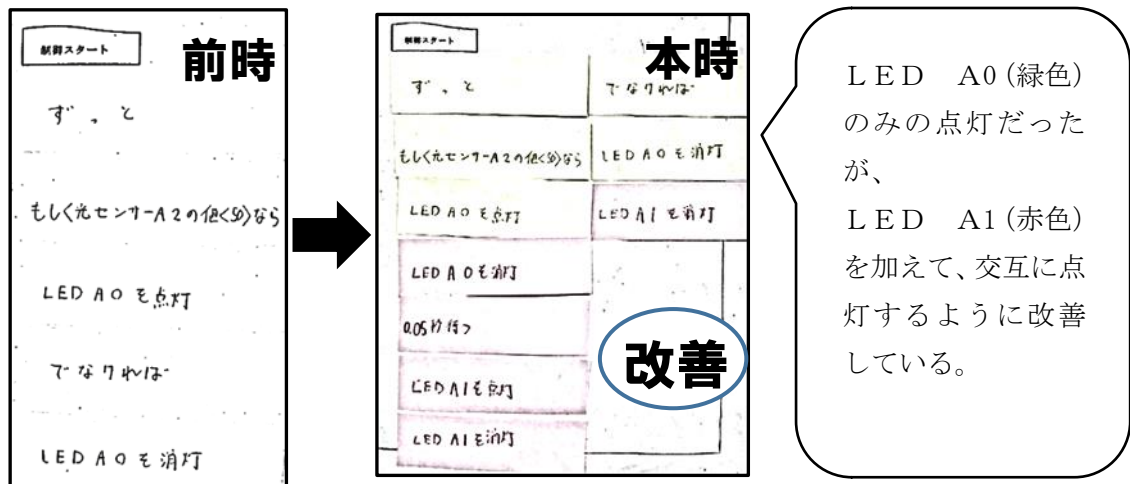 制御スタート
前時
ずっと
もしく光センサーA2の値<50>なら
LED A0を点灯
でなければ
LED A0を消灯
制御スタート
本時
ずっと
でなければ
もしく光センサーA2の値<50>なら
LED A0を消灯
LED A0を点灯
LED A1を消灯
LED A0を消灯
0.05秒待つ
改善
LED A1を点灯
LED A1を消灯
LED A0(緑色)
のみの点灯だった
が、
LED A1(赤色)
を加えて、交互に点
灯するように改善
している。